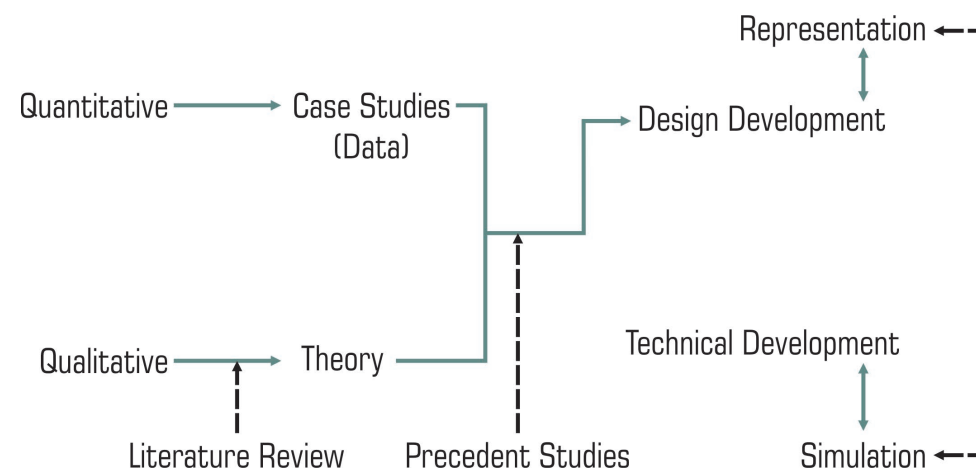 Representation
Quantitative
Case Studies
(Data)
Design Development
Qualitative
Theory
Technical Development
Literature Review
Precedent Studies
Simulation